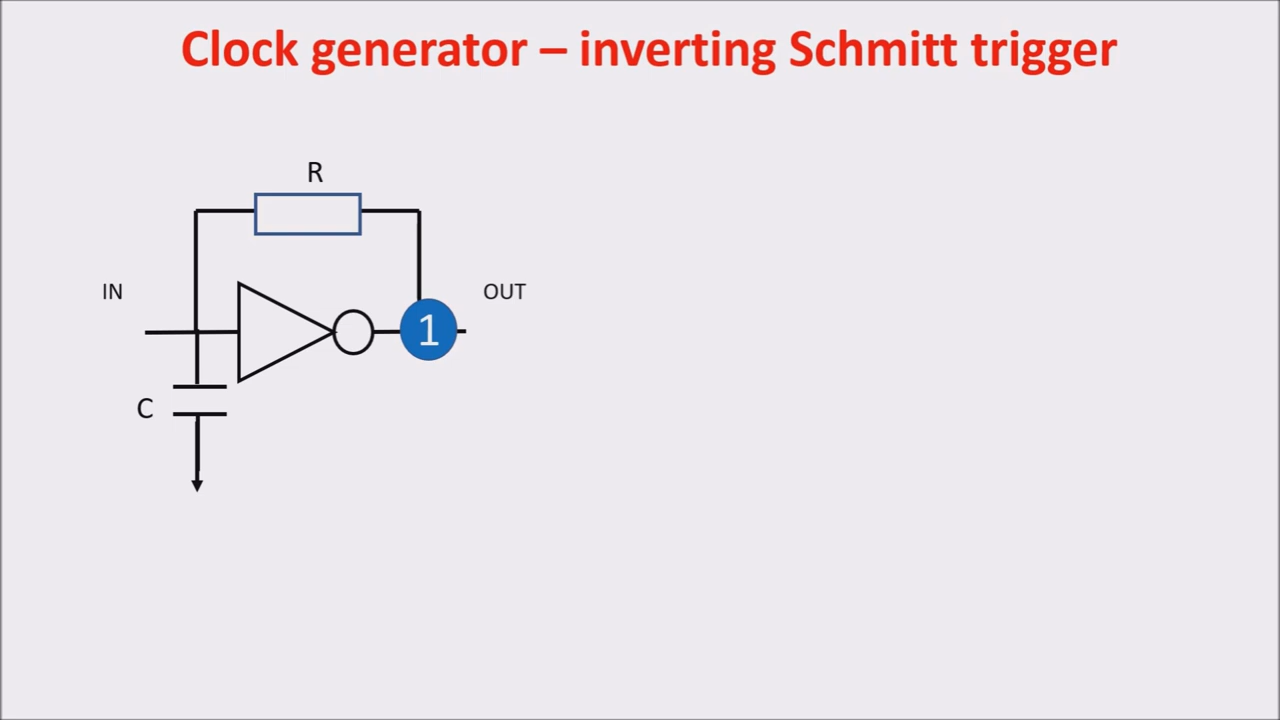 Clock generator – inverting Schmitt trigger
R
IN
OUT
1
C